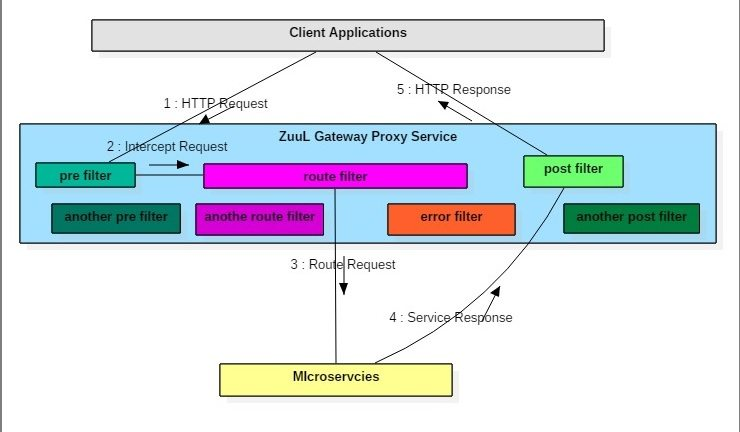 Client Applications
1 : HTTP Request
5 : HTTP Response
ZuuL Gateway Proxy Service
2 : Intercept Request
pre filter
route filter
post filter
another pre filter
anothe route filter
error filter
another post filter
3 : Route Request
4 : Service Response
MIcroservcies